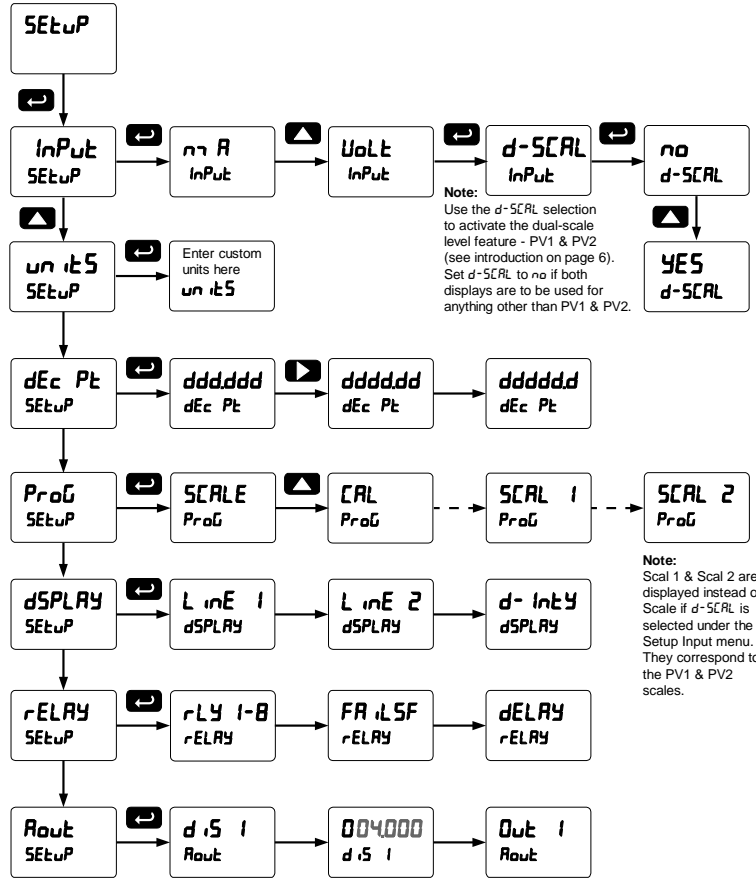 SEtuP
InPut
SEtuP
mA
InPut
VoLt
InPut
d-SCAL
InPut
no
d-SCAL
Note:
Use the d-SCAL selection
to activate the dual-scale
level feature - PV1 & PV2
(see introduction on page 6).
Set d-SCAL to no if both
displays are to be used for
anything other than PV1 & PV2.
YES
d-SCAL
unitS
SEtuP
Enter custom
units here
unitS
dEc Pt
SEtuP
ddd.ddd
dEc Pt
dddd.dd
dEc Pt
ddddd.d
dEc Pt
ProG
SEtuP
SCALE
ProG
CAL
ProG
SCAL 1
ProG
SCAL 2
ProG
Note:
Scal 1 & Scal 2 are
displayed instead o
Scale if d-SCAL is
selected under the
Setup Input menu.
They correspond to
the PV1 & PV2
scales.
dSPLAY
SEtuP
LinE 1
dSPLAY
LinE 2
dSPLAY
d-IntY
dSPLAY
rELAY
SEtuP
rLY 1-8
rELAY
FAiLSF
rELAY
dELAY
rELAY
Aout
SEtuP
diS 1
Aout
004.000
diS 1
Out 1
Aout